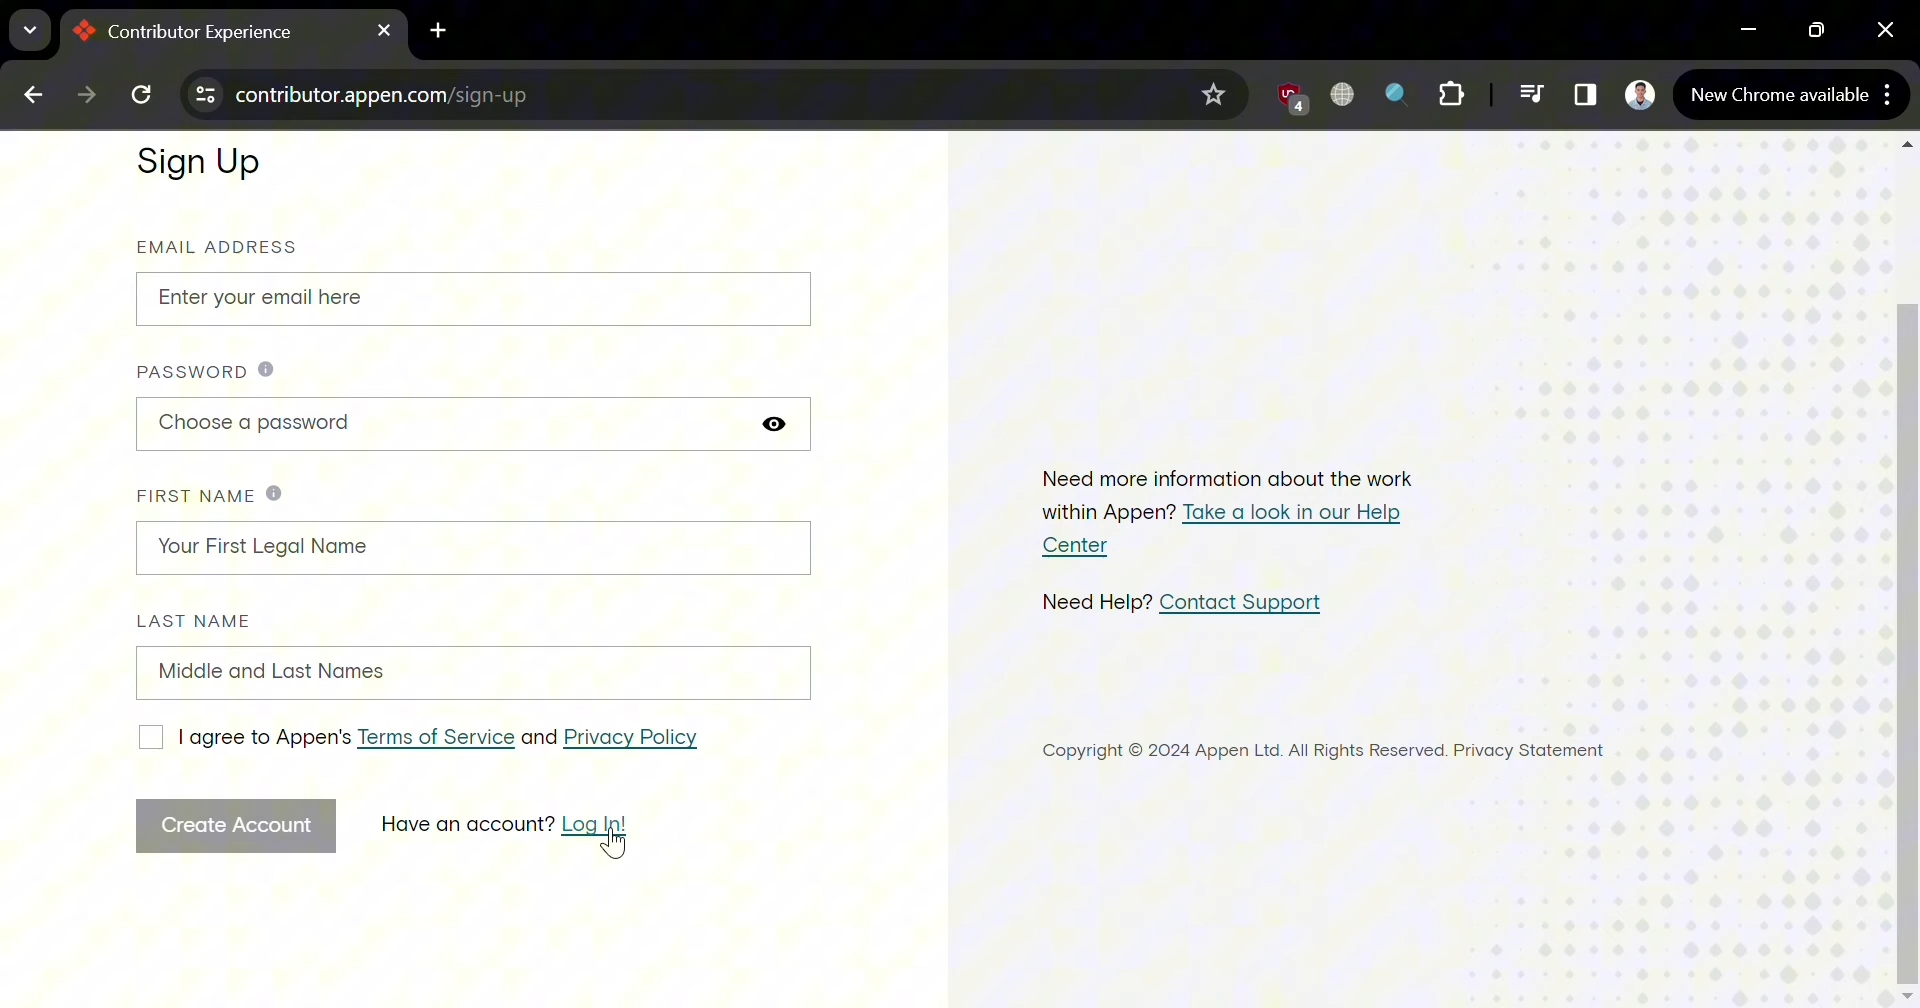 Contributor Experience
contributor.appen.com/sign-up
4
New Chrome available
Sign Up
EMAIL ADDRESS
Enter your email here
PASSWORD
Choose a password
FIRST NAME
Your First Legal Name
LAST NAME
Middle and Last Names
I agree to Appen's Terms of Service and Privacy Policy
Create Account
Have an account? Log In!
Need more information about the work
within Appen? Take a look in our Help
Center
Need Help? Contact Support
Copyright © 2024 Appen Ltd. All Rights Reserved. Privacy Statement